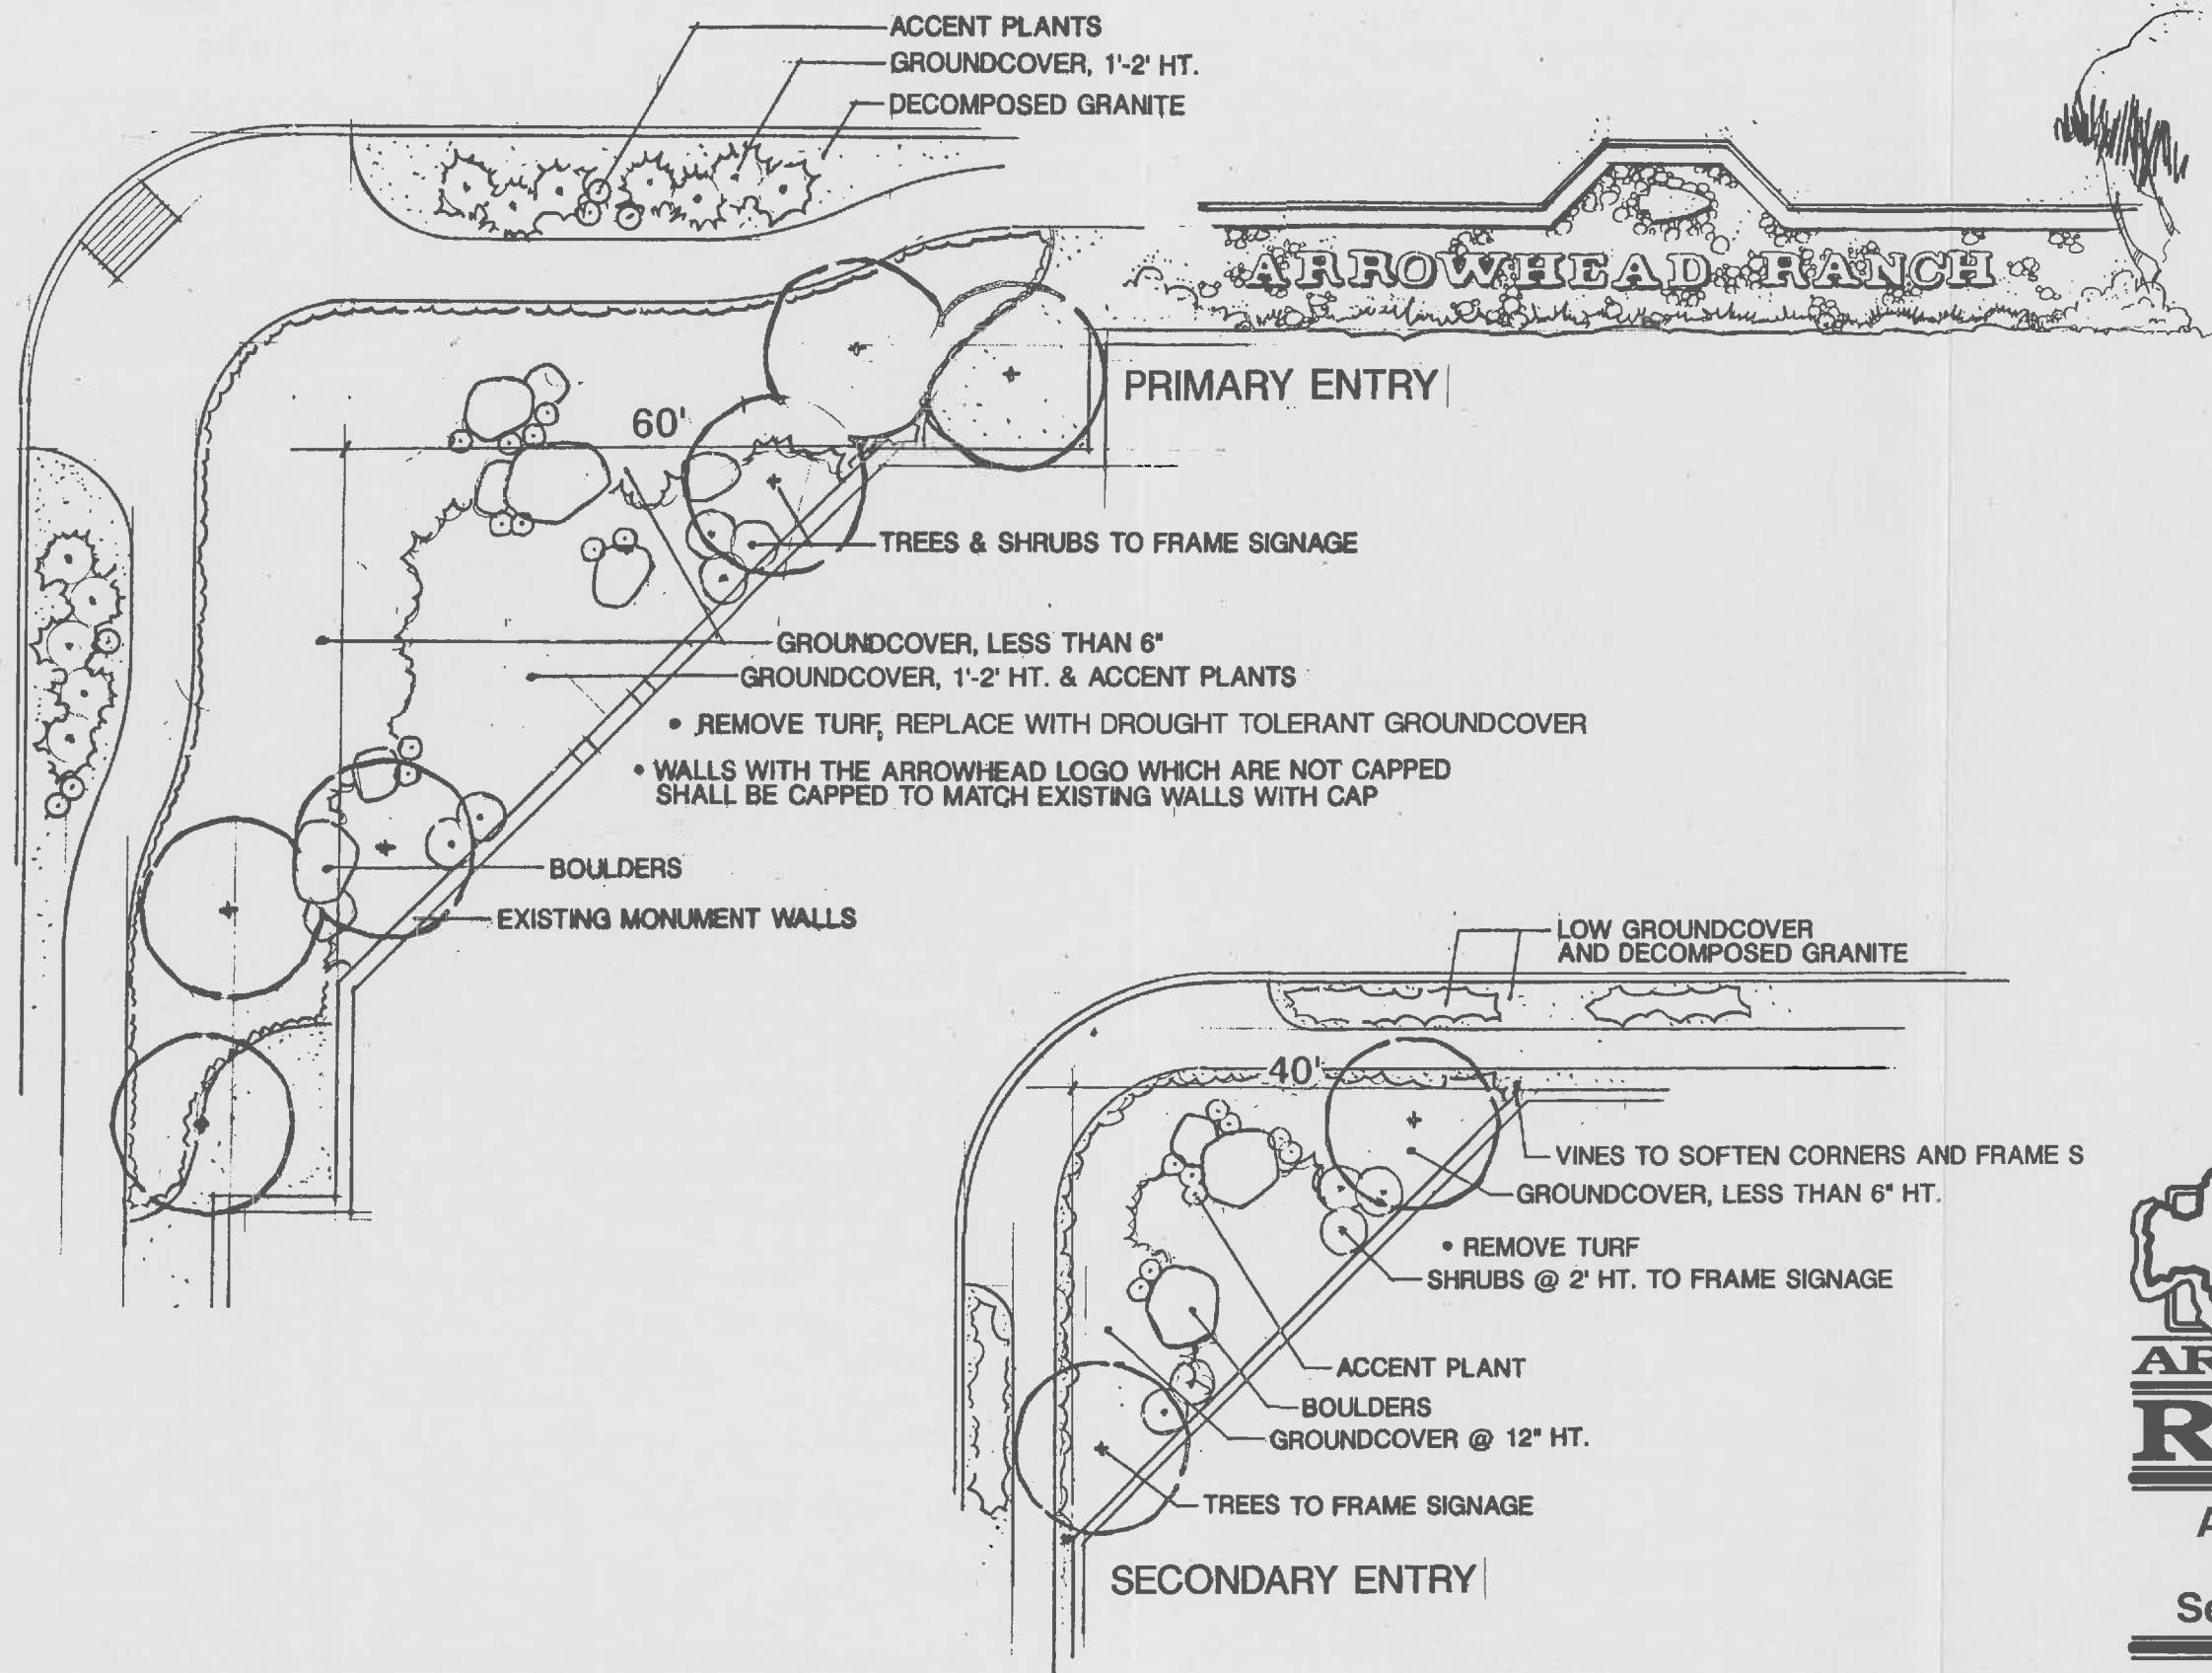 ACCENT PLANTS
GROUNDCOVER, 1'-2' HT.
DECOMPOSED GRANITE
ARROWHEAD RANCH
PRIMARY ENTRY
60'
TREES & SHRUBS TO FRAME SIGNAGE
GROUNDCOVER, LESS THAN 6"
GROUNDCOVER, 1'-2' HT. & ACCENT PLANTS
• REMOVE TURF, REPLACE WITH DROUGHT TOLERANT GROUNDCOVER
• WALLS WITH THE ARROWHEAD LOGO WHICH ARE NOT CAPPED
SHALL BE CAPPED TO MATCH EXISTING WALLS WITH CAP
BOULDERS
EXISTING MONUMENT WALLS
LOW GROUNDCOVER
AND DECOMPOSED GRANITE
40'
VINES TO SOFTEN CORNERS AND FRAME S
GROUNDCOVER, LESS THAN 6" HT.
• REMOVE TURF
SHRUBS @ 2' HT. TO FRAME SIGNAGE
ACCENT PLANT
BOULDERS
GROUNDCOVER @ 12" HT.
TREES TO FRAME SIGNAGE
SECONDARY ENTRY
AR
R
A
Se